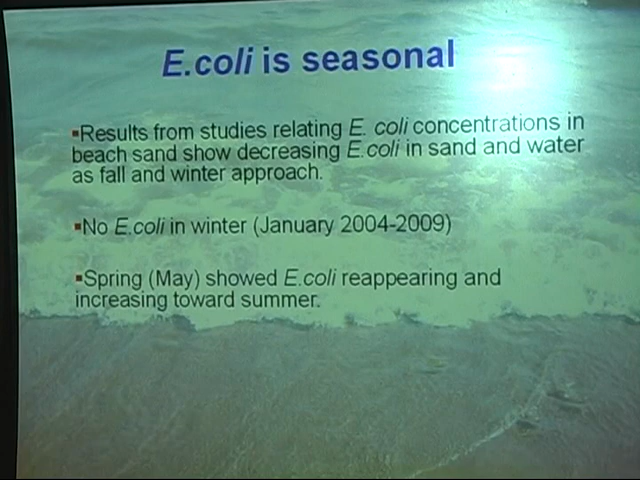 E.coli is seasonal
▪Results from studies relating E. coli concentrations in
beach sand show decreasing E.coli in sand and water
as fall and winter approach.
▪No E.coli in winter (January 2004-2009)
▪Spring (May) showed E.coli reappearing and
increasing toward summer.